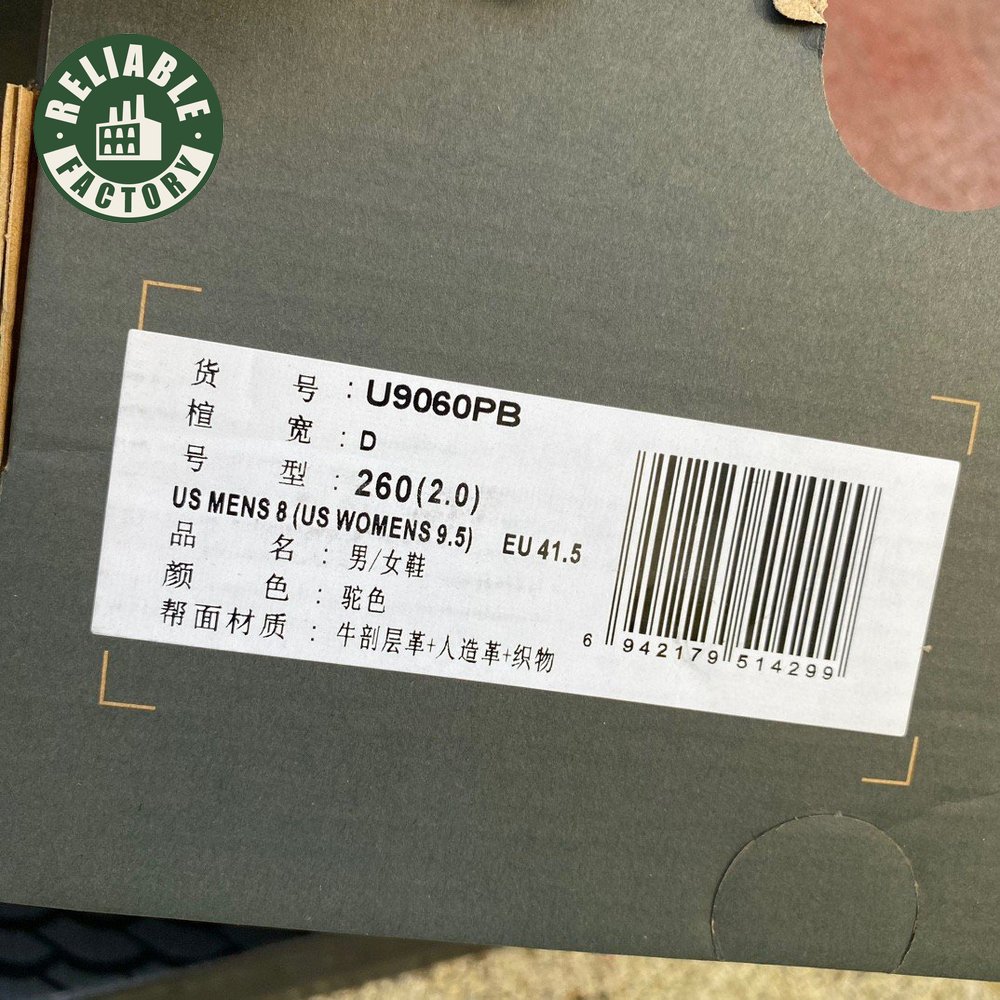 RELIABLE
FACTORY
货 号 : U9060PB
楦 宽 : D
号 型 : 260(2.0)
US MENS 8 (US WOMENS 9.5) EU 41.5
品 名 : 男/女鞋
颜 色 : 驼色
帮面材质 : 牛剖层革+人造革+织物
6 942179 514299